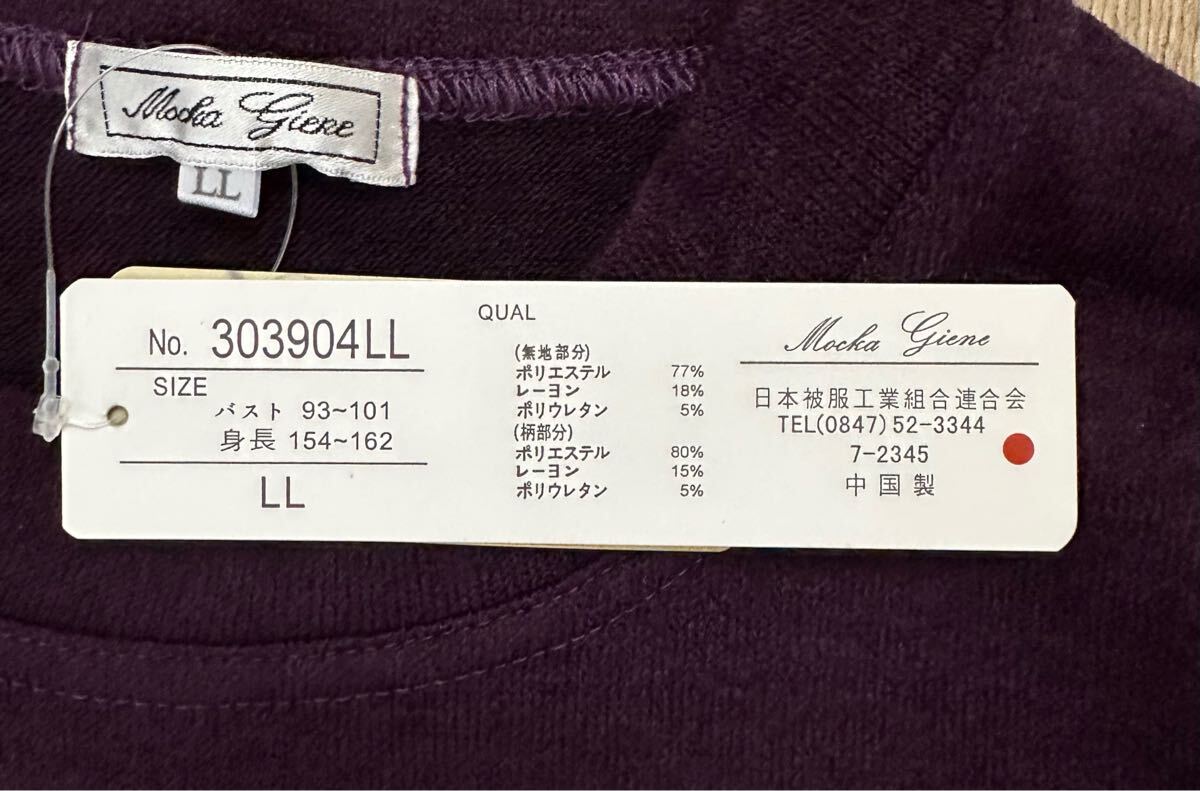 Mocka Giene
LL
No. 303904LL
SIZE
バスト 93~101
身長 154~162
LL
QUAL
(無地部分)
ポリエステル 77%
レーヨン 18%
ポリウレタン 5%
(柄部分)
ポリエステル 80%
レーヨン 15%
ポリウレタン 5%
Mocka Giene
日本被服工業組合連合会
TEL(0847)52-3344
7-2345
中国製